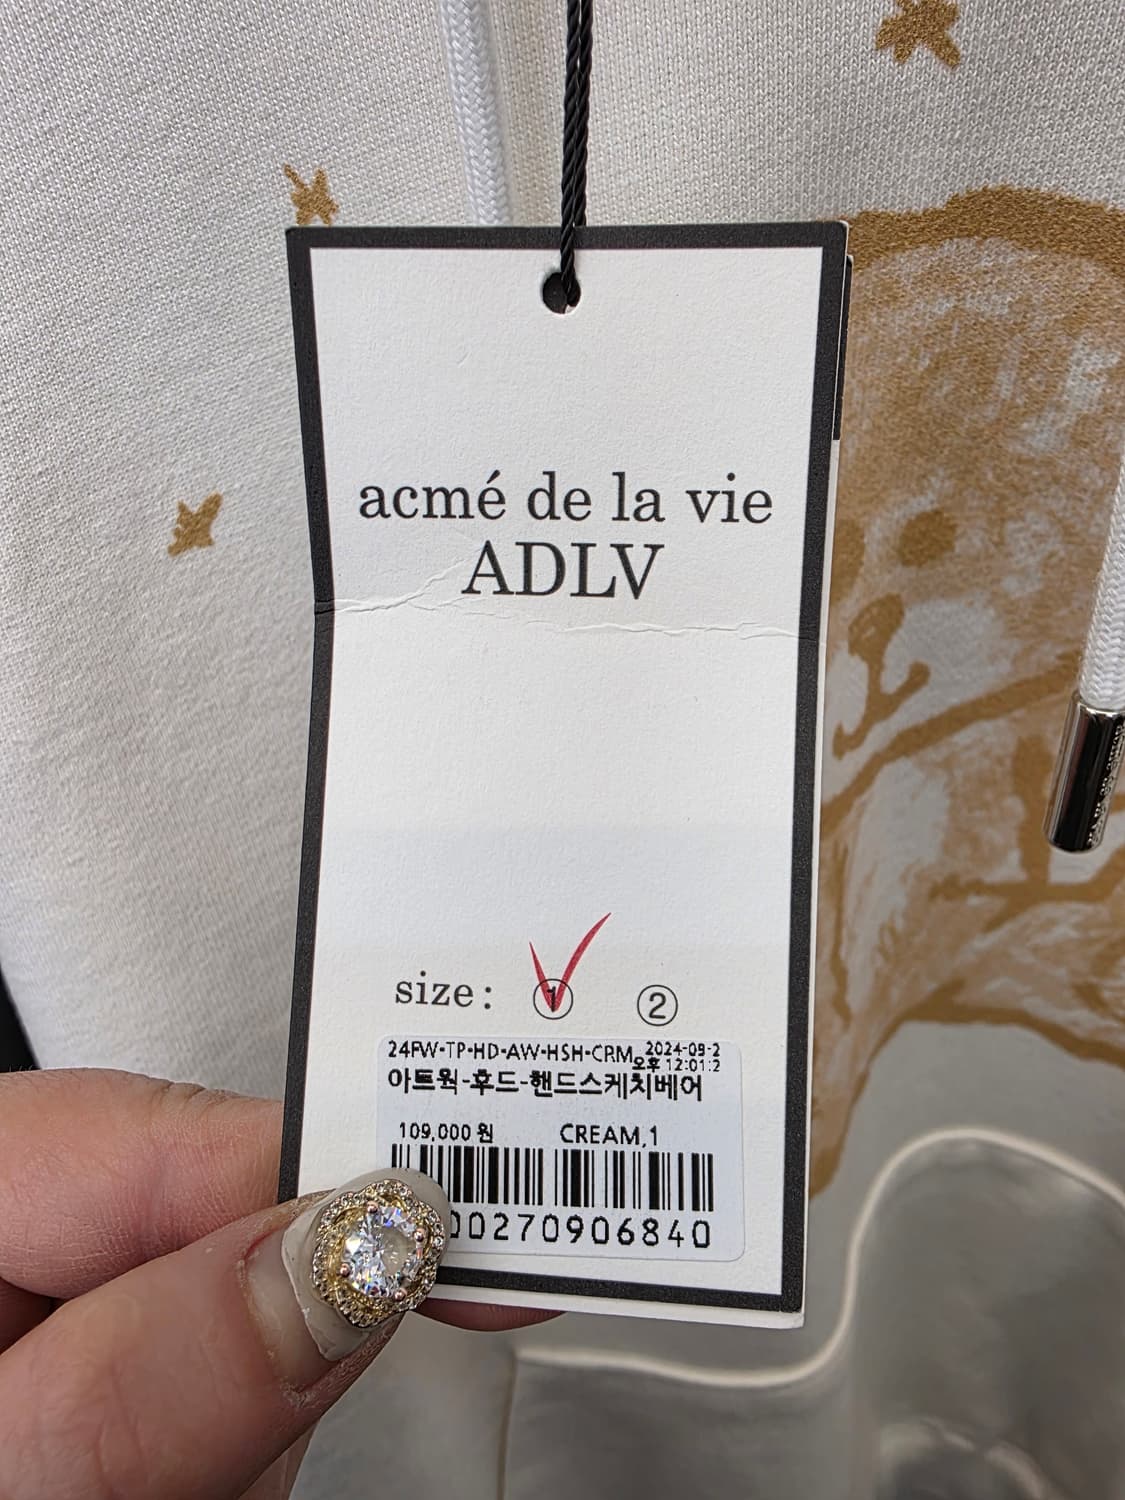 acmé de la vie
ADLV
size: ① ②
24FW-TP-HD-AW-HSH-CRM 2024-09-2
오후 12:01:2
아트웍-후드-핸드스케치베어
109,000 원 CREAM,1
00270906840